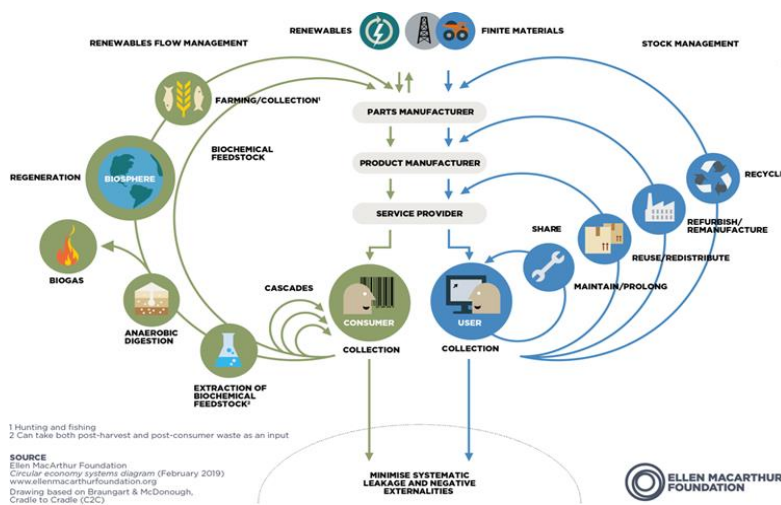 RENEWABLES
FINITE MATERIALS
RENEWABLES FLOW MANAGEMENT
STOCK MANAGEMENT
FARMING/COLLECTION¹
PARTS MANUFACTURER
BIOCHEMICAL
FEEDSTOCK
PRODUCT MANUFACTURER
REGENERATION
BIOSPHERE
RECYCLE
SERVICE PROVIDER
REFURBISH/
REMANUFACTURE
SHARE
REUSE/REDISTRIBUTE
BIOGAS
CASCADES
MAINTAIN/PROLONG
ANAEROBIC
DIGESTION
CONSUMER
USER
COLLECTION
COLLECTION
EXTRACTION OF
BIOCHEMICAL
FEEDSTOCK²
1 Hunting and fishing
2 Can take both post-harvest and post-consumer waste as an input
SOURCE
Ellen MacArthur Foundation
Circular economy systems diagram (February 2019)
www.ellenmacarthurfoundation.org
Drawing based on Braungart & McDonough,
Cradle to Cradle (C2C)
MINIMISE SYSTEMATIC
LEAKAGE AND NEGATIVE
EXTERNALITIES
ELLEN MACARTHUR
FOUNDATION